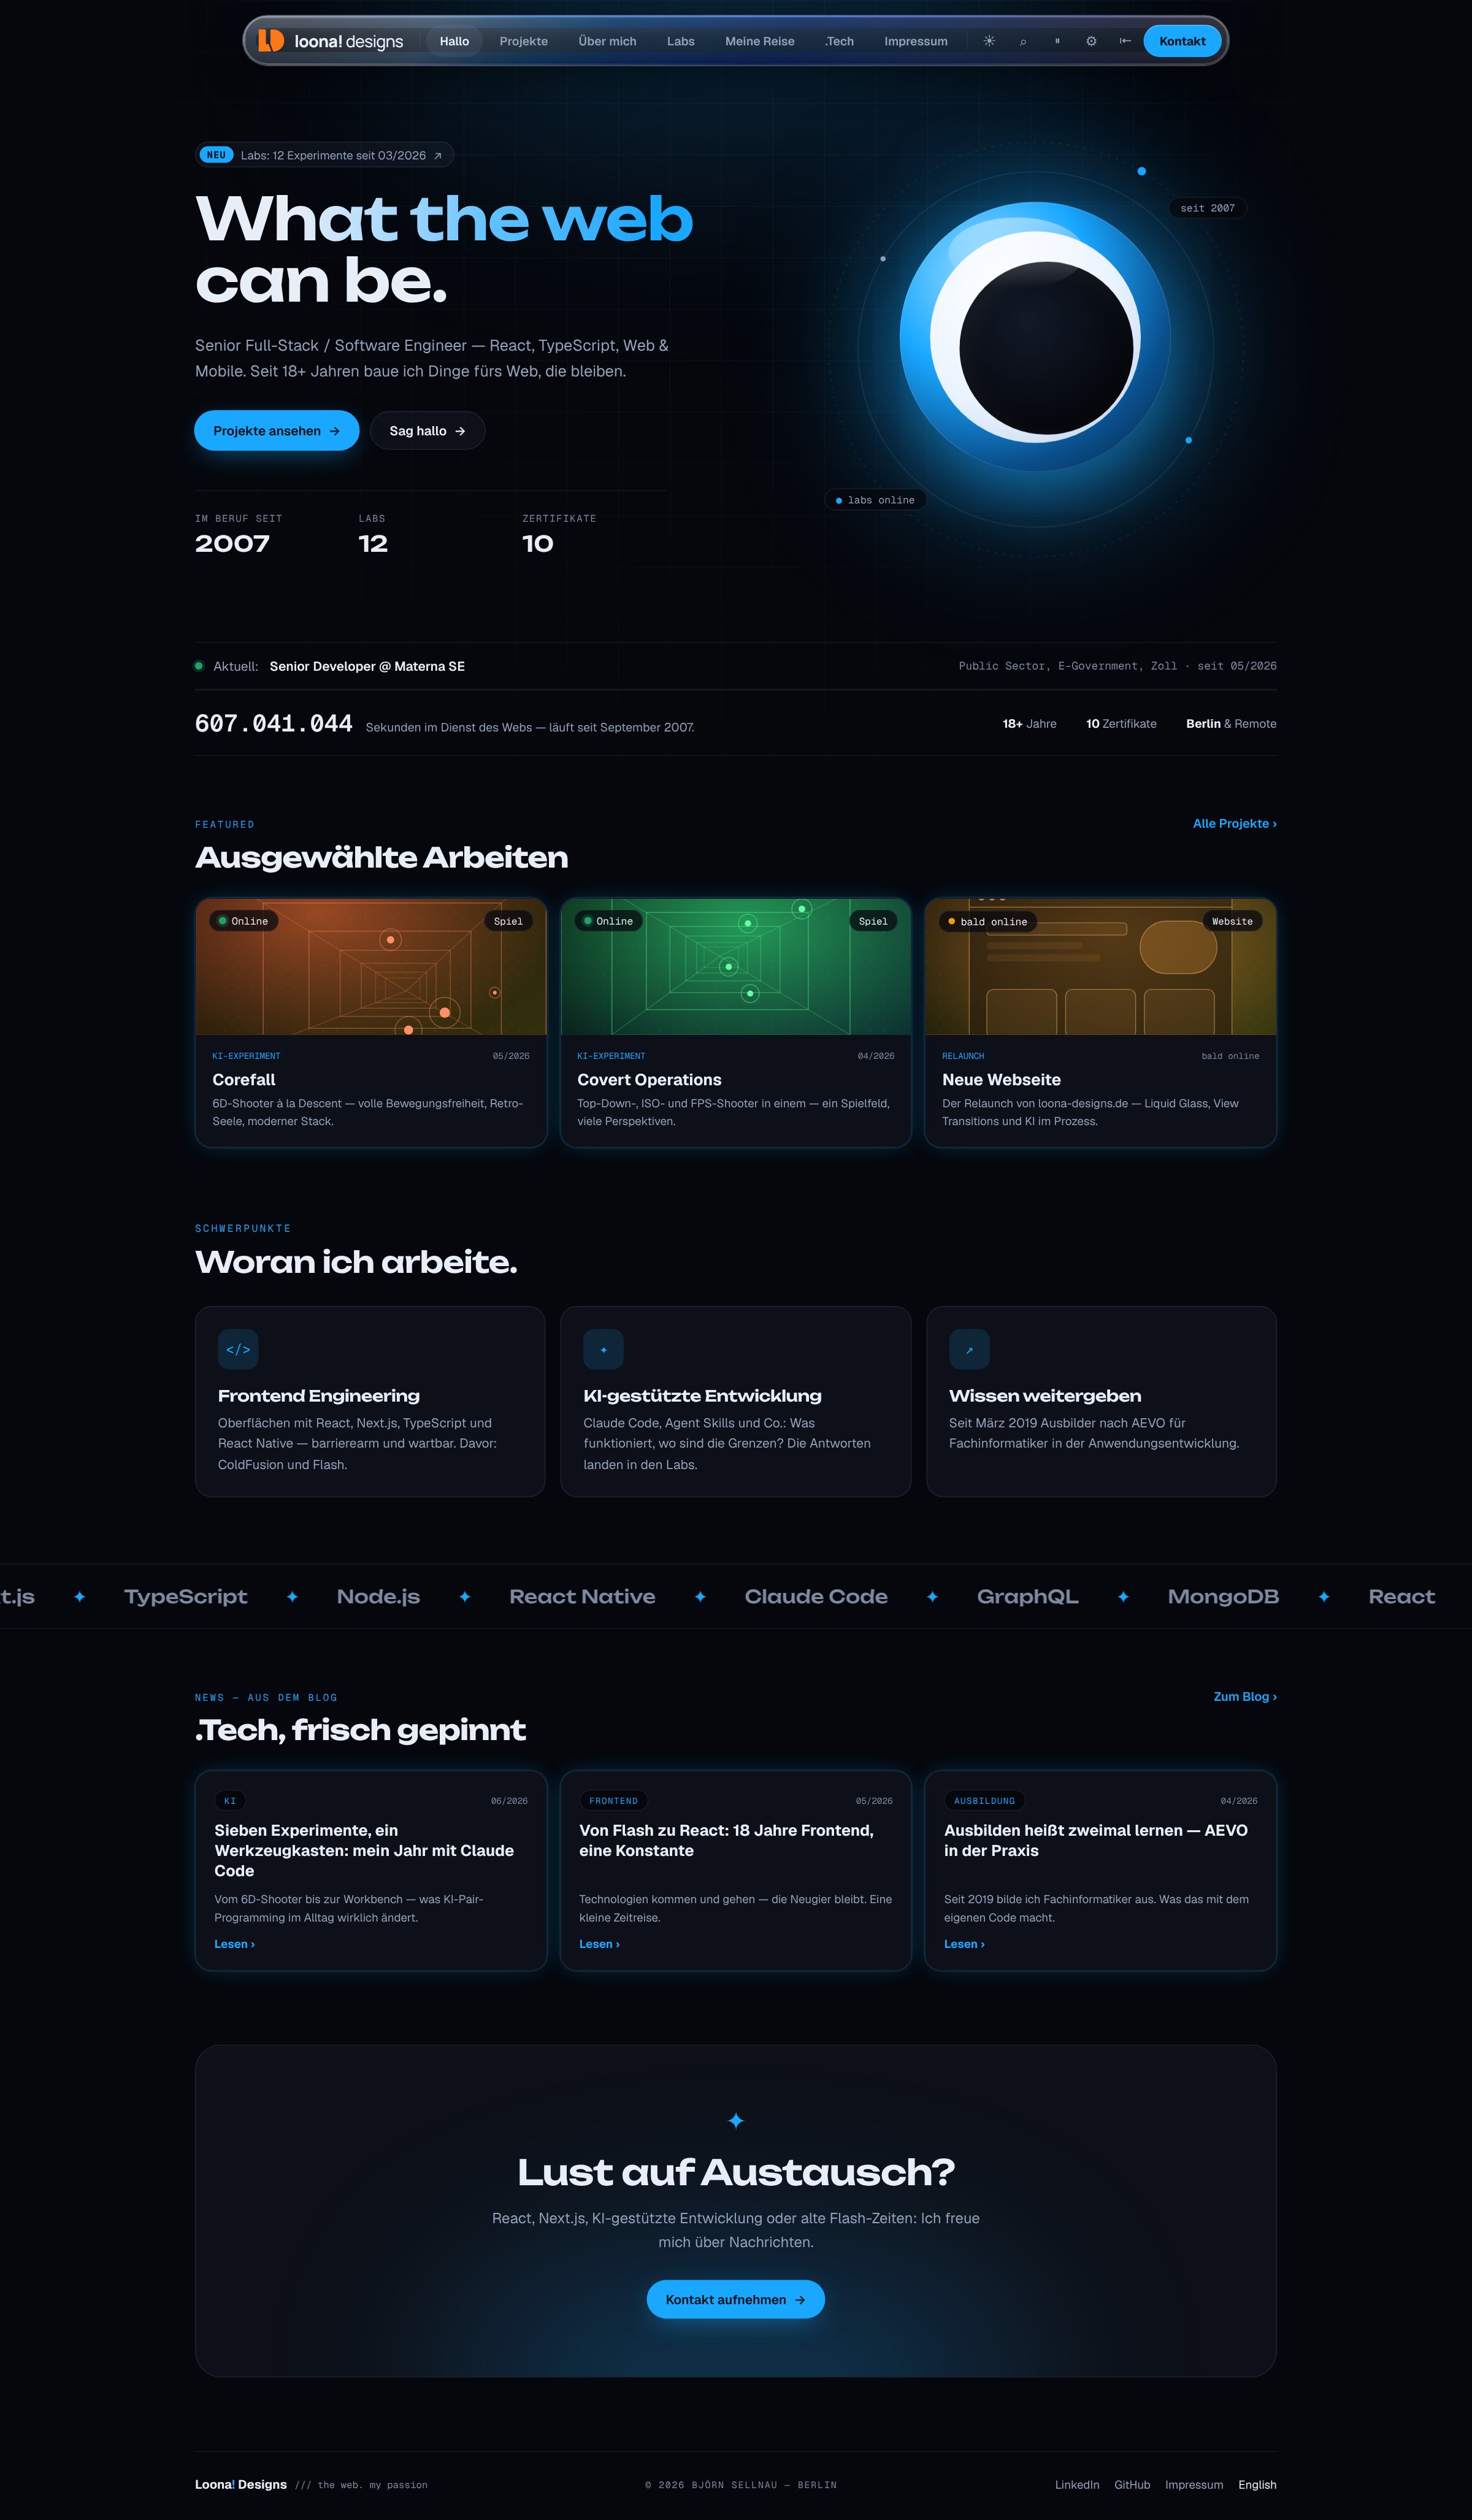 loona! designs
Hallo
Projekte
Über mich
Labs
Meine Reise
.Tech
Impressum
Kontakt
NEU Labs: 12 Experimente seit 03/2026 ↗
What the web
can be.
Senior Full-Stack / Software Engineer — React, TypeScript, Web &
Mobile. Seit 18+ Jahren baue ich Dinge fürs Web, die bleiben.
Projekte ansehen →
Sag hallo →
seit 2007
labs online
IM BERUF SEIT
2007
LABS
12
ZERTIFIKATE
10
Aktuell: Senior Developer @ Materna SE
Public Sector, E-Government, Zoll · seit 05/2026
607.041.044 Sekunden im Dienst des Webs — läuft seit September 2007.
18+ Jahre
10 Zertifikate
Berlin & Remote
FEATURED
Ausgewählte Arbeiten
Alle Projekte ›
Online
Spiel
KI-EXPERIMENT
05/2026
Corefall
6D-Shooter à la Descent — volle Bewegungsfreiheit, Retro-
Seele, moderner Stack.
Online
Spiel
KI-EXPERIMENT
04/2026
Covert Operations
Top-Down-, ISO- und FPS-Shooter in einem — ein Spielfeld,
viele Perspektiven.
bald online
Website
RELAUNCH
bald online
Neue Webseite
Der Relaunch von loona-designs.de — Liquid Glass, View
Transitions und KI im Prozess.
SCHWERPUNKTE
Woran ich arbeite.
</>
Frontend Engineering
Oberflächen mit React, Next.js, TypeScript und
React Native — barrierearm und wartbar. Davor:
ColdFusion und Flash.
✦
KI-gestützte Entwicklung
Claude Code, Agent Skills und Co.: Was
funktioniert, wo sind die Grenzen? Die Antworten
landen in den Labs.
↗
Wissen weitergeben
Seit März 2019 Ausbilder nach AEVO für
Fachinformatiker in der Anwendungsentwicklung.
t.js ✦ TypeScript ✦ Node.js ✦ React Native ✦ Claude Code ✦ GraphQL ✦ MongoDB ✦ React
NEWS — AUS DEM BLOG
.Tech, frisch gepinnt
Zum Blog ›
KI
06/2026
Sieben Experimente, ein
Werkzeugkasten: mein Jahr mit Claude
Code
Vom 6D-Shooter bis zur Workbench — was KI-Pair-
Programming im Alltag wirklich ändert.
Lesen ›
FRONTEND
05/2026
Von Flash zu React: 18 Jahre Frontend,
eine Konstante
Technologien kommen und gehen — die Neugier bleibt. Eine
kleine Zeitreise.
Lesen ›
AUSBILDUNG
04/2026
Ausbilden heißt zweimal lernen — AEVO
in der Praxis
Seit 2019 bilde ich Fachinformatiker aus. Was das mit dem
eigenen Code macht.
Lesen ›
✦
Lust auf Austausch?
React, Next.js, KI-gestützte Entwicklung oder alte Flash-Zeiten: Ich freue
mich über Nachrichten.
Kontakt aufnehmen →
Loona! Designs /// the web. my passion
© 2026 BJÖRN SELLNAU — BERLIN
LinkedIn
GitHub
Impressum
English